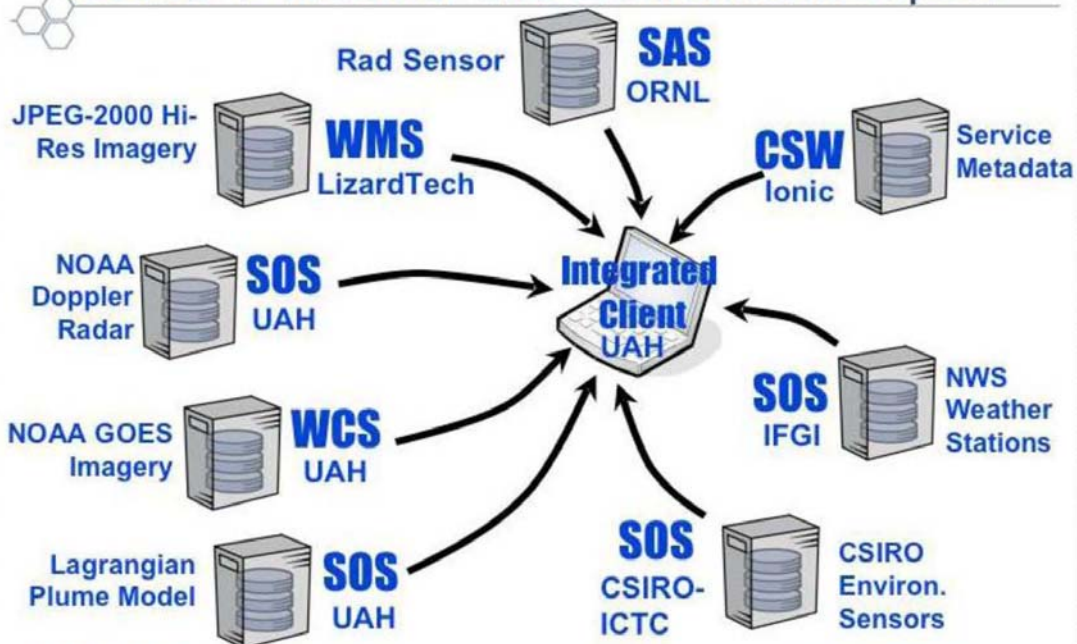 Rad Sensor
SAS
ORNL
JPEG-2000 Hi-
Res Imagery
WMS
LizardTech
CSW
Ionic
Service
Metadata
NOAA
Doppler
Radar
SOS
UAH
Integrated
Client
UAH
SOS
IFGI
NWS
Weather
Stations
NOAA GOES
Imagery
WCS
UAH
Lagrangian
Plume Model
SOS
UAH
SOS
CSIRO-
ICTC
CSIRO
Environ.
Sensors